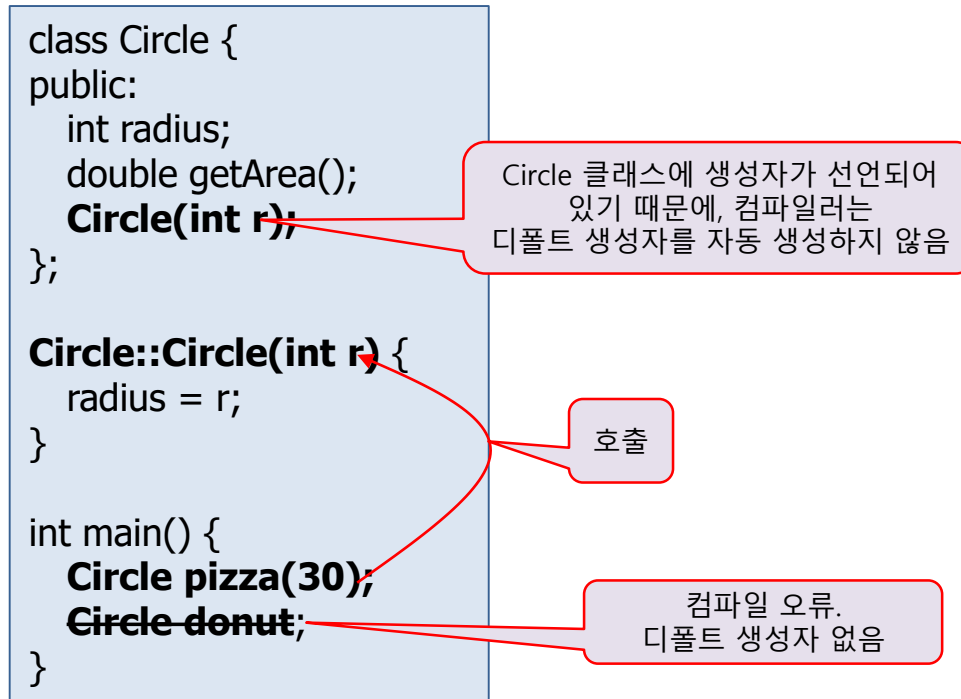 class Circle {
public:
int radius;
double getArea();
Circle(int r);
};
Circle 클래스에 생성자가 선언되어
있기 때문에, 컴파일러는
디폴트 생성자를 자동 생성하지 않음
Circle::Circle(int r) {
radius = r;
}
호출
int main() {
Circle pizza(30);
Circle donut;
}
컴파일 오류.
디폴트 생성자 없음